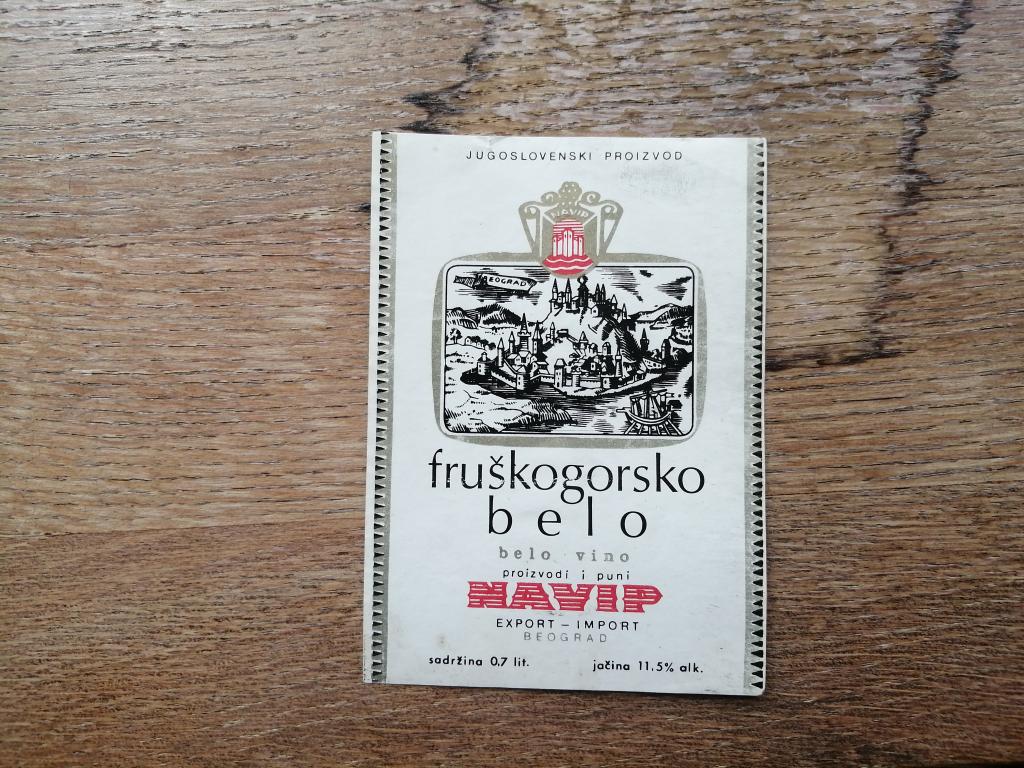 JUGOSLOVENSKI PROIZVOD
NAVIP
BEOGRAD
fruškogorsko
belo
belo vino
proizvodi i puni
NAVIP
EXPORT – IMPORT
BEOGRAD
sadržina 0,7 lit. jačina 11.5% alk.